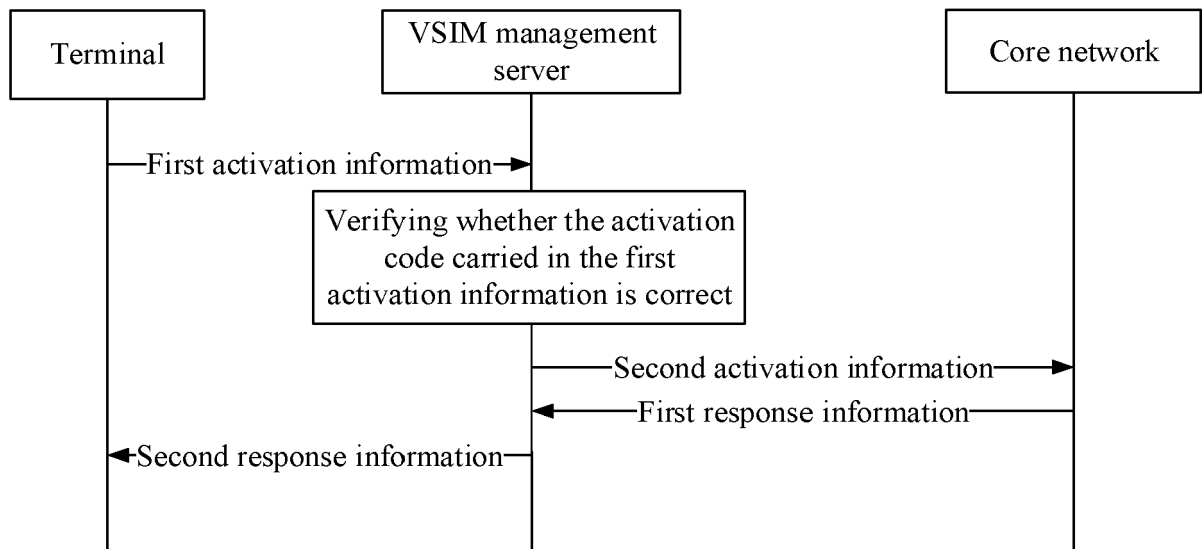 Terminal
VSIM management
server
Core network
First activation information
Verifying whether the activation
code carried in the first
activation information is correct
Second activation information
First response information
Second response information